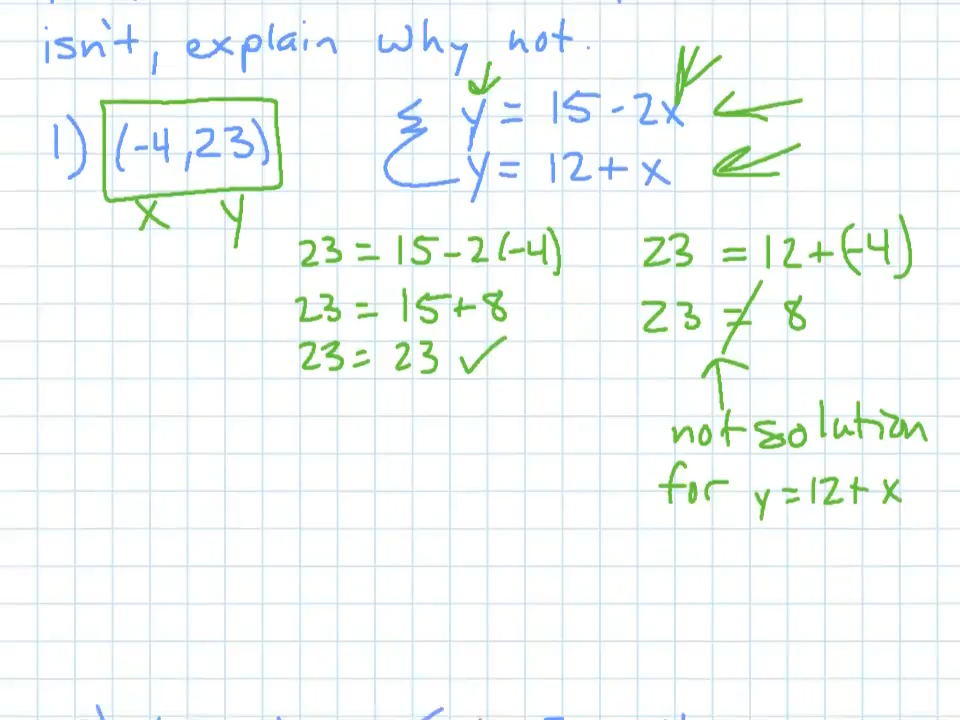 isn't, explain why not.
1) (-4,23)
x y
y = 15 - 2x
y = 12 + x
23 = 15 - 2(-4)
23 = 15 + 8
23 = 23 ✓
23 = 12 + (-4)
23 ≠ 8
not solution
for y = 12 + x